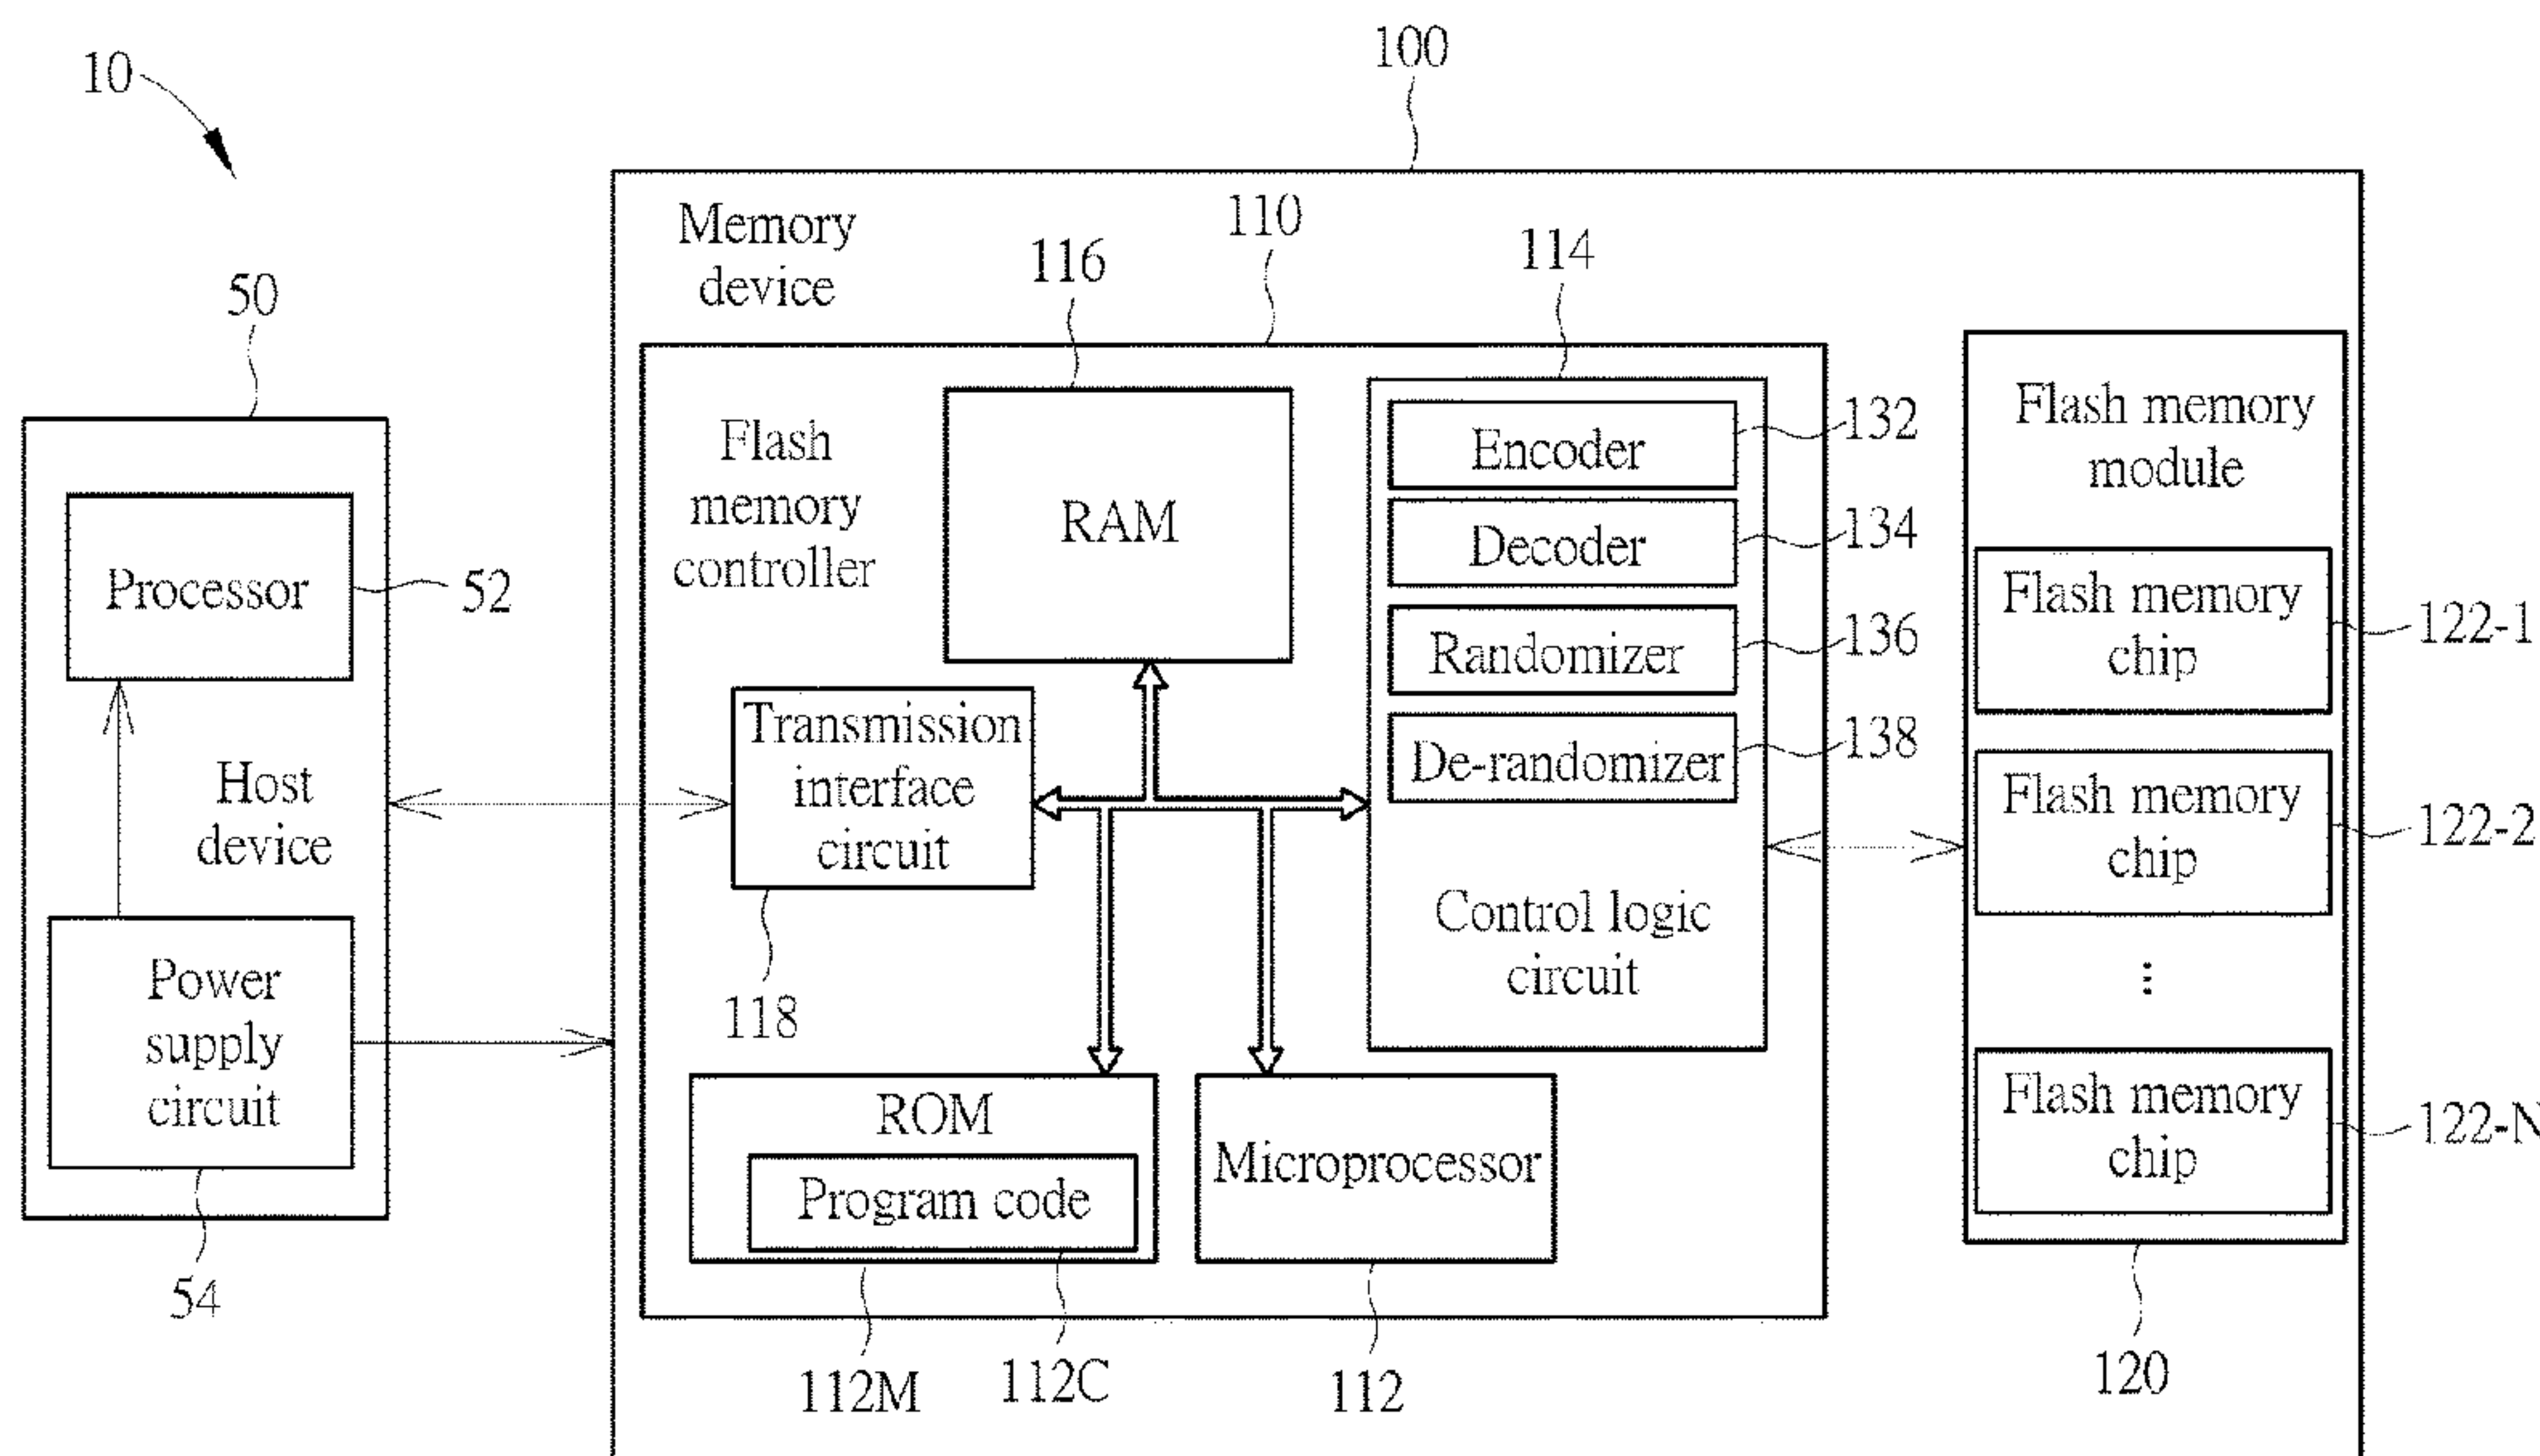 10
100
Memory
device
110
116
114
50
Flash
memory
controller
RAM
Encoder
132
Decoder
134
Randomizer
136
De-randomizer
138
Control logic
circuit
Flash memory
module
Flash memory
chip
122-1
Flash memory
chip
122-2
...
Flash memory
chip
122-N
120
Processor
52
Host
device
Power
supply
circuit
54
Transmission
interface
circuit
118
ROM
Program code
112M
112C
Microprocessor
112